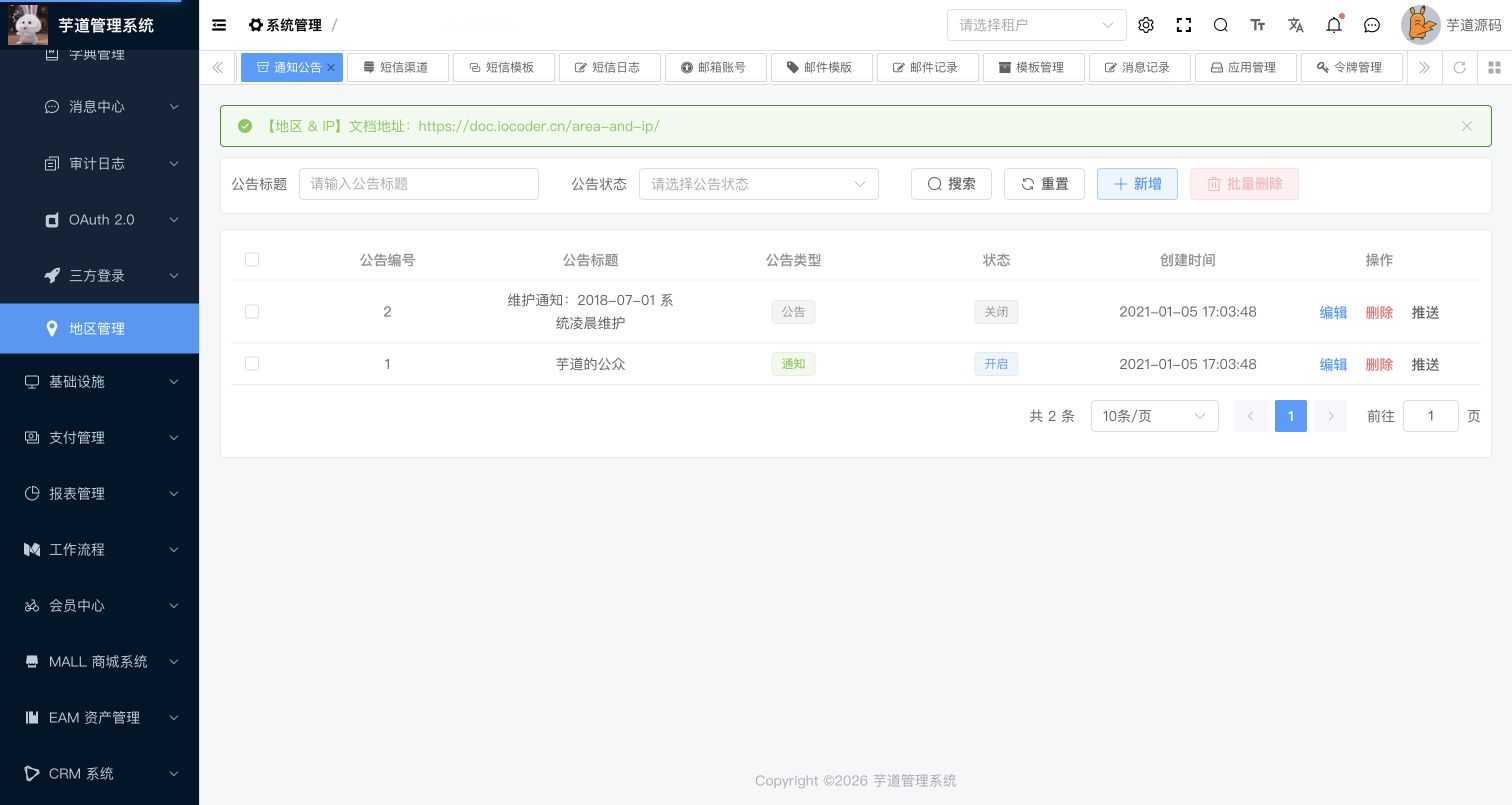 芋道管理系统
系统管理 /
请选择租户
芋道源码
字典管理
消息中心
审计日志
OAuth 2.0
三方登录
地区管理
基础设施
支付管理
报表管理
工作流程
会员中心
MALL 商城系统
EAM 资产管理
CRM 系统
通知公告
短信渠道
短信模板
短信日志
邮箱账号
邮件模版
邮件记录
模板管理
消息记录
应用管理
令牌管理
【地区 & IP】文档地址：https://doc.iocoder.cn/area-and-ip/
公告标题 请输入公告标题 公告状态 请选择公告状态 搜索 重置 新增 批量删除
公告编号 公告标题 公告类型 状态 创建时间 操作
2 维护通知：2018-07-01 系 公告 关闭 2021-01-05 17:03:48 编辑 删除 推送
统凌晨维护
1 芋道的公众 通知 开启 2021-01-05 17:03:48 编辑 删除 推送
共 2 条 10条/页 1 前往 1 页
Copyright ©2026 芋道管理系统